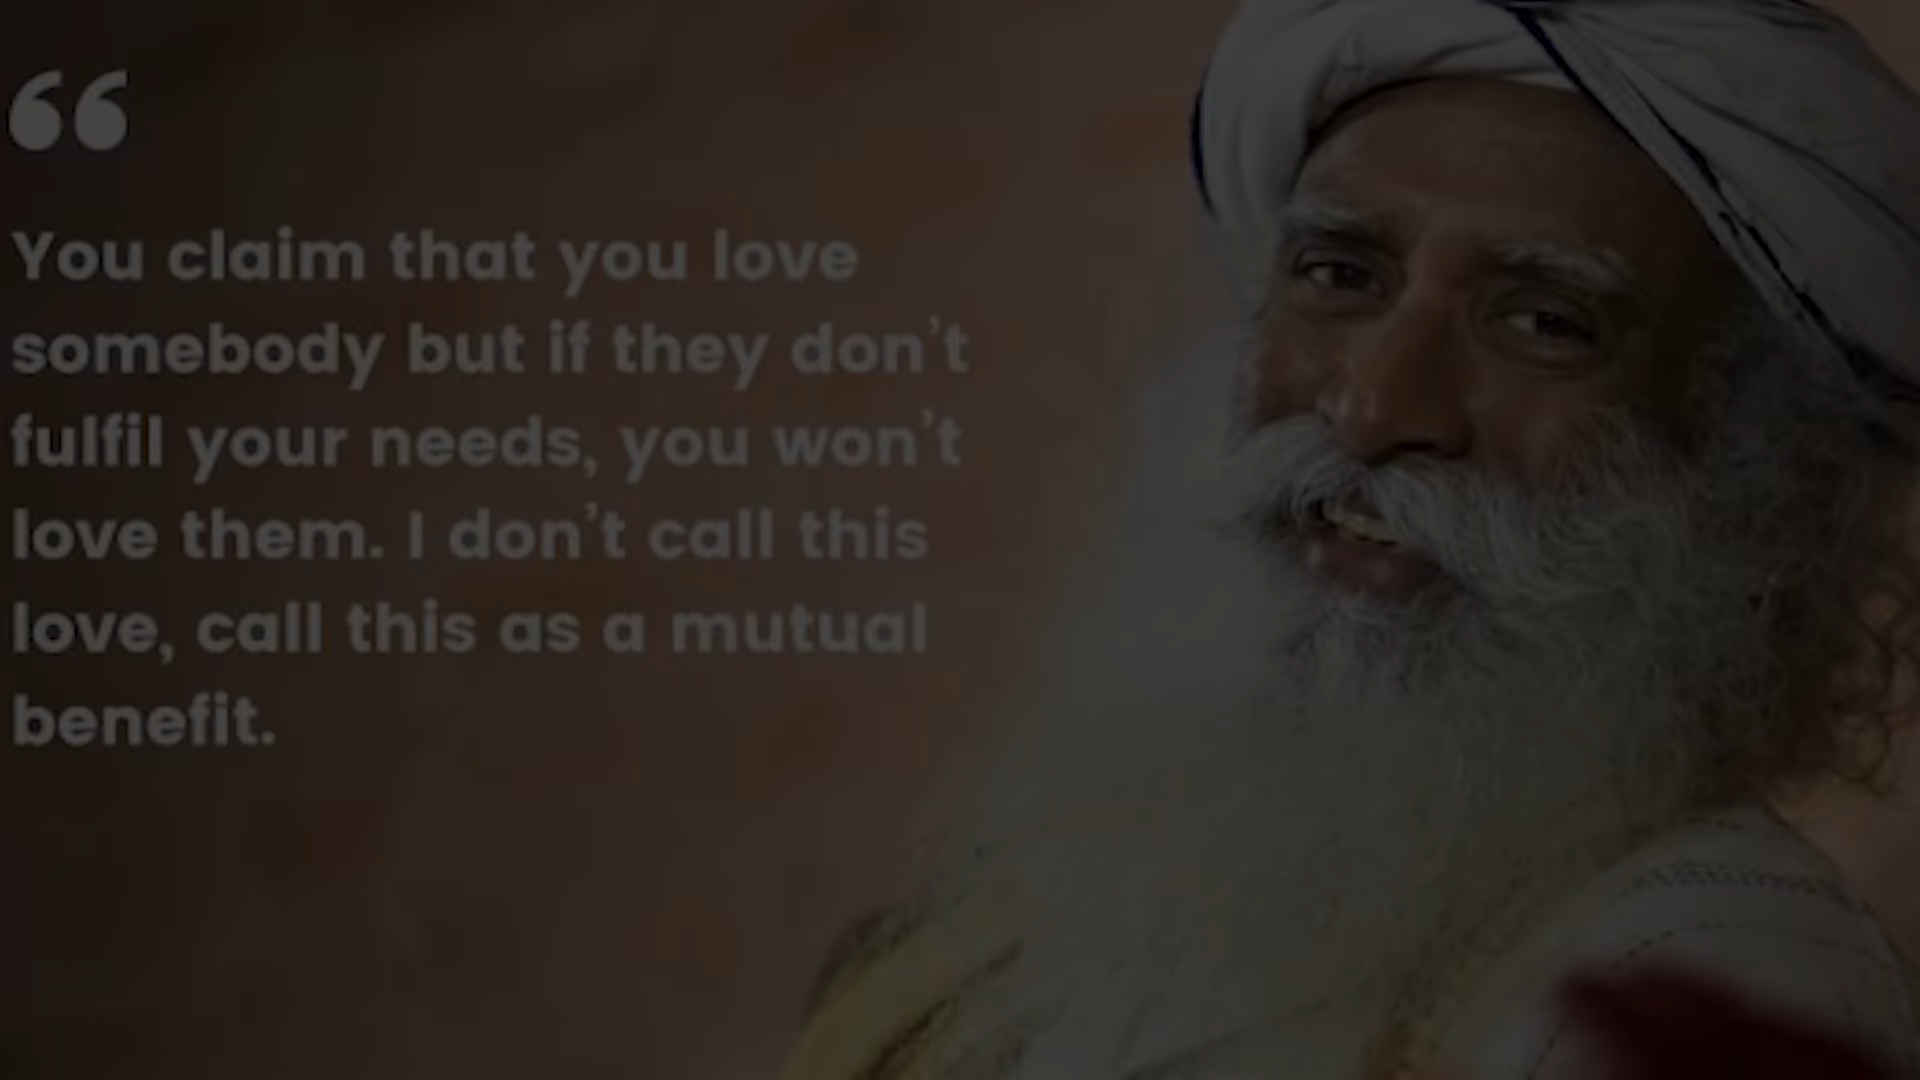 “
You claim that you love
somebody but if they don't
fulfil your needs, you won't
love them. I don't call this
love, call this as a mutual
benefit.